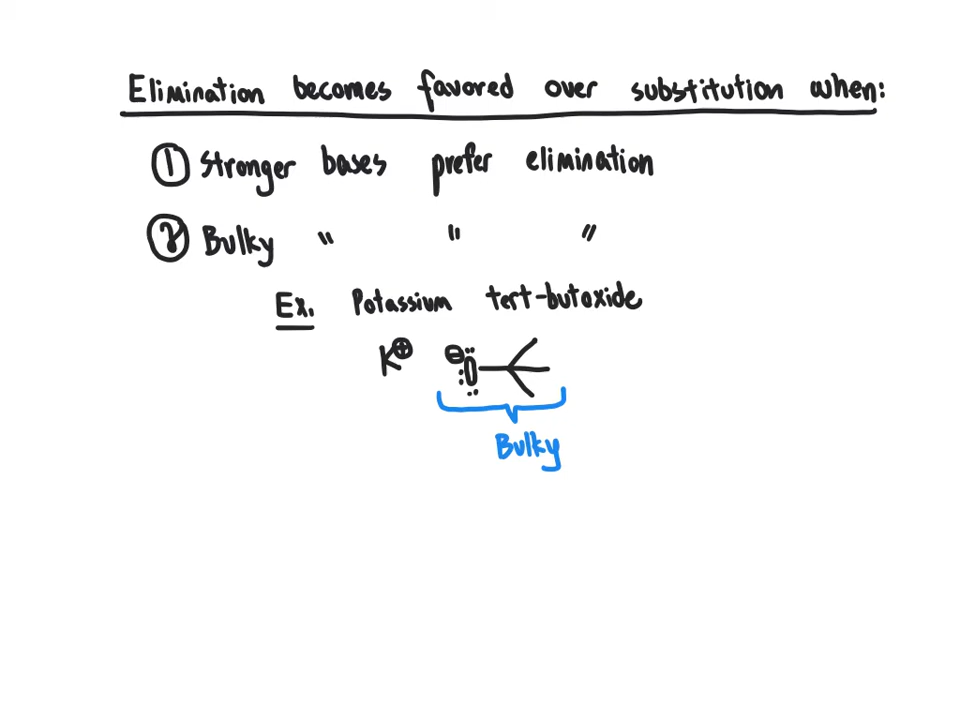 Elimination becomes favored over substitution when:
① Stronger bases prefer elimination
② Bulky " " "
Ex. Potassium tert-butoxide
K⊕ ⊖O
Bulky